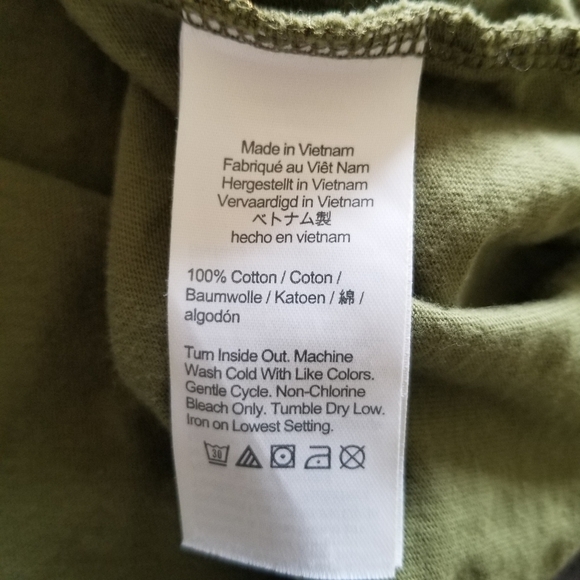 Made in Vietnam
Fabriqué au Viêt Nam
Hergestellt in Vietnam
Vervaardigd in Vietnam
ベトナム製
hecho en vietnam
100% Cotton / Coton /
Baumwolle / Katoen / 綿 /
algodón
Turn Inside Out. Machine
Wash Cold With Like Colors.
Gentle Cycle. Non-Chlorine
Bleach Only. Tumble Dry Low.
Iron on Lowest Setting.
30